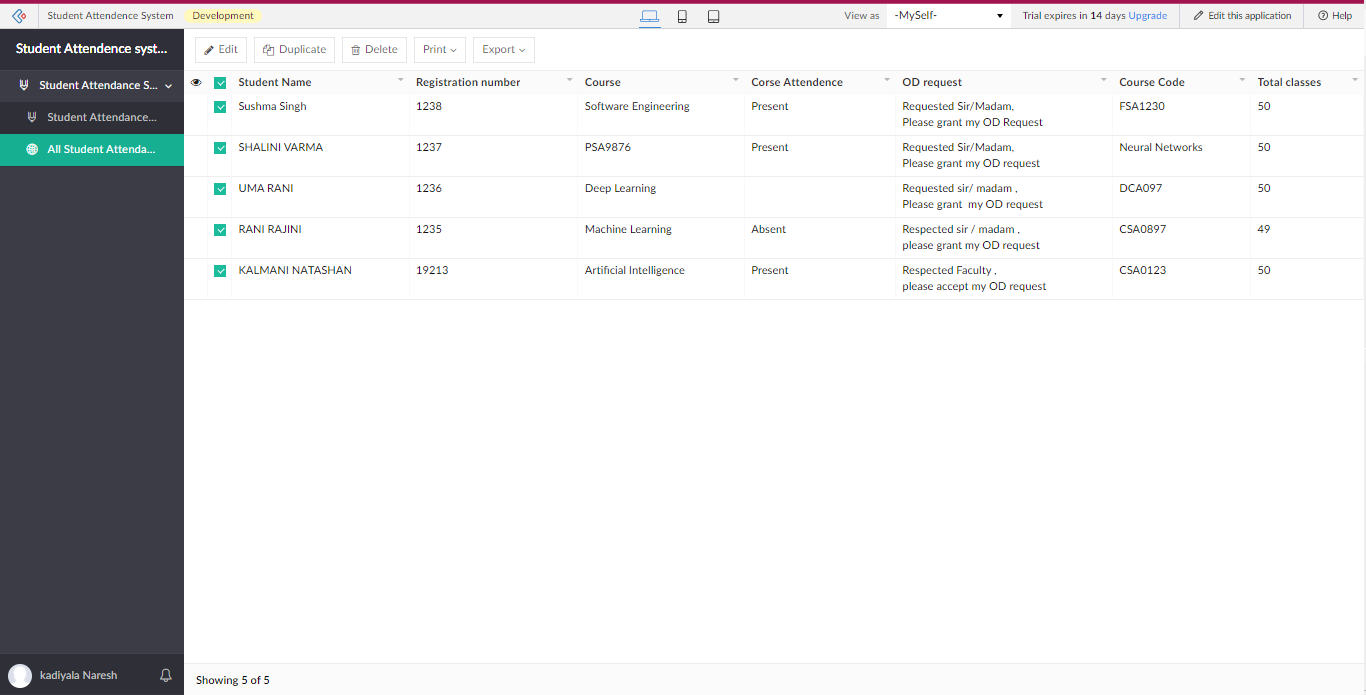 Student Attendence System Development View as -MySelf- Trial expires in 14 days Upgrade Edit this application Help
Student Attendence syst...
Edit Duplicate Delete Print Export
Student Attendance S...
Student Attendance...
All Student Attenda...
Student Name Registration number Course Corse Attendence OD request Course Code Total classes
Sushma Singh 1238 Software Engineering Present Requested Sir/Madam, FSA1230 50
Please grant my OD Request
SHALINI VARMA 1237 PSA9876 Present Requested Sir/Madam, Neural Networks 50
Please grant my OD request
UMA RANI 1236 Deep Learning Requested sir/ madam , DCA097 50
Please grant my OD request
RANI RAJINI 1235 Machine Learning Absent Respected sir / madam , CSA0897 49
please grant my OD request
KALMANI NATASHAN 19213 Artificial Intelligence Present Respected Faculty , CSA0123 50
please accept my OD request
kadiyala Naresh
Showing 5 of 5